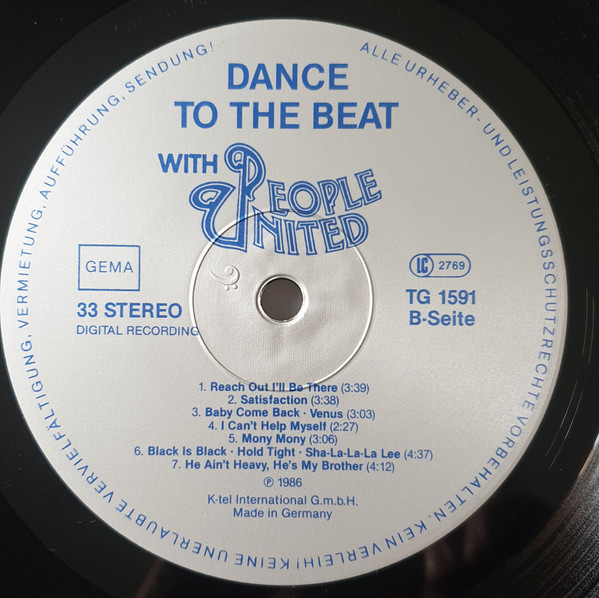 ALLE URHEBER- UND LEISTUNGSSCHUTZRECHTE VORBEHALTEN. KEIN VERLEIH! KEINE UNERLAUBTE VERVIELFÄLTIGUNG, VERMIETUNG, AUFFÜHRUNG, SENDUNG!
DANCE
TO THE BEAT
WITH PEOPLE
UNITED
GEMA
LC 2769
33 STEREO
DIGITAL RECORDING
TG 1591
B-Seite
1. Reach Out I'll Be There (3:39)
2. Satisfaction (3:38)
3. Baby Come Back · Venus (3:03)
4. I Can't Help Myself (2:27)
5. Mony Mony (3:06)
6. Black Is Black · Hold Tight · Sha-La-La-La Lee (4:37)
7. He Ain't Heavy, He's My Brother (4:12)
℗ 1986
K-tel International G.m.b.H.
Made in Germany